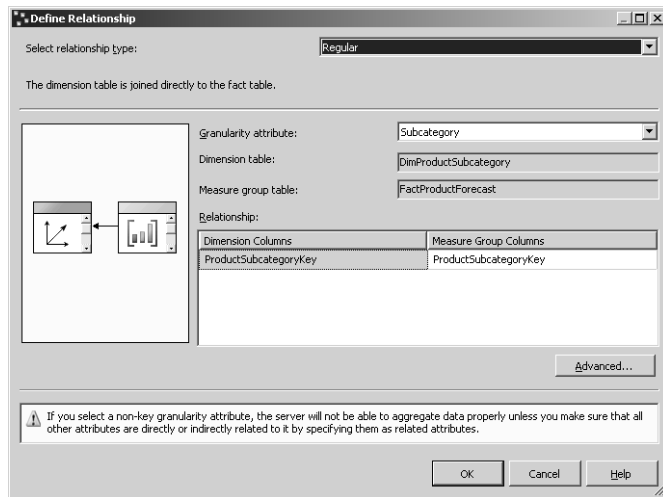 Define Relationship
Select relationship type:
Regular
The dimension table is joined directly to the fact table.
Granularity attribute:
Subcategory
Dimension table:
DimProductSubcategory
Measure group table:
FactProductForecast
Relationship:
Dimension Columns
Measure Group Columns
ProductSubcategoryKey
ProductSubcategoryKey
Advanced...
If you select a non-key granularity attribute, the server will not be able to aggregate data properly unless you make sure that all
other attributes are directly or indirectly related to it by specifying them as related attributes.
OK
Cancel
Help